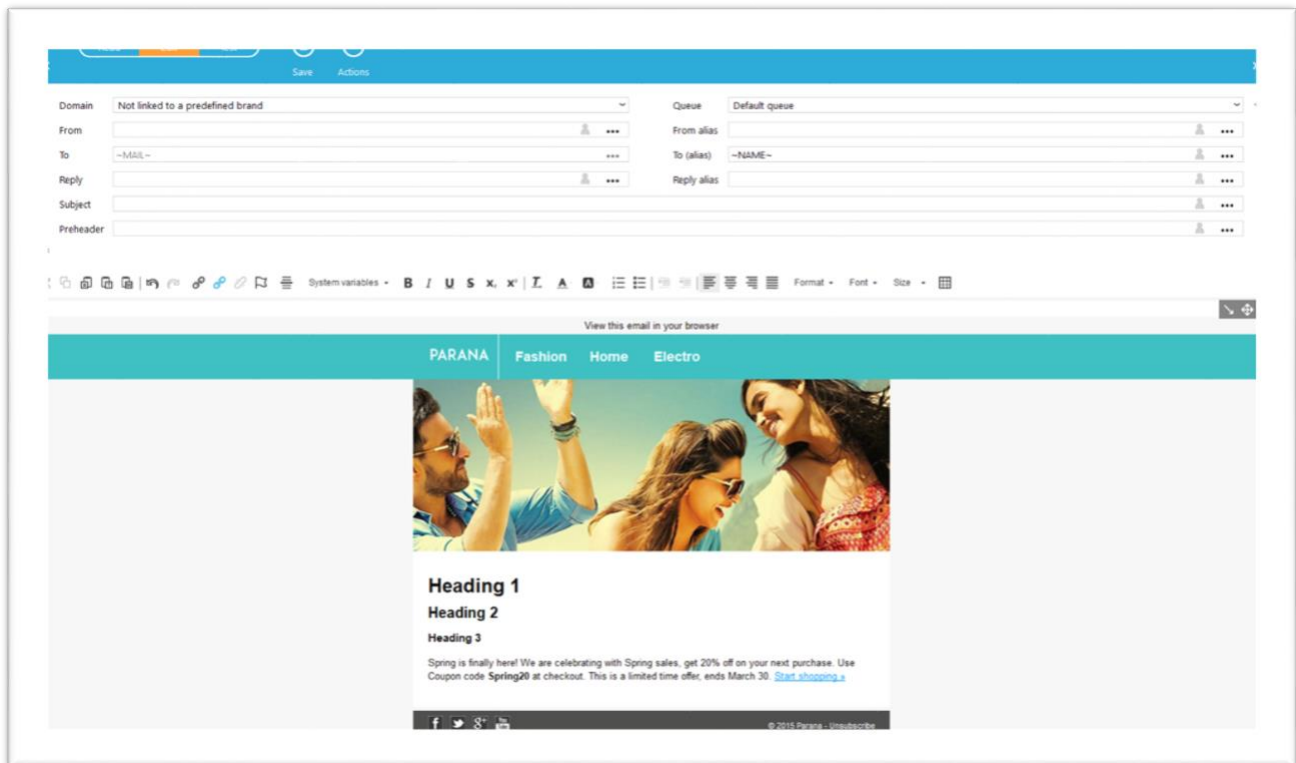 Save Actions
Domain Not linked to a predefined brand Queue Default queue
From From alias
To ~MAIL~ To (alias) ~NAME~
Reply Reply alias
Subject
Preheader
System variables B I U S x, x' I A A Format Font Size
View this email in your browser
PARANA Fashion Home Electro
Heading 1
Heading 2
Heading 3
Spring is finally here! We are celebrating with Spring sales, get 20% off on your next purchase. Use
Coupon code Spring20 at checkout. This is a limited time offer, ends March 30. Start shopping »
f g+ You
© 2015 Parana - Unsubscribe